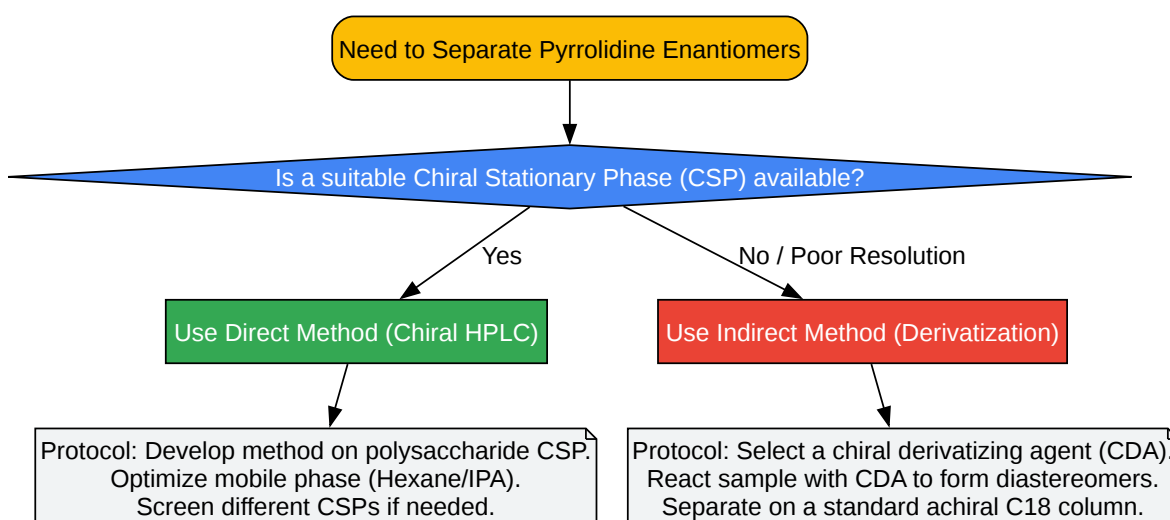 Need to Separate Pyrrolidine Enantiomers
Is a suitable Chiral Stationary Phase (CSP) available?
Yes
No / Poor Resolution
Use Direct Method (Chiral HPLC)
Use Indirect Method (Derivatization)
Protocol: Develop method on polysaccharide CSP.
Optimize mobile phase (Hexane/IPA).
Screen different CSPs if needed.
Protocol: Select a chiral derivatizing agent (CDA).
React sample with CDA to form diastereomers.
Separate on a standard achiral C18 column.